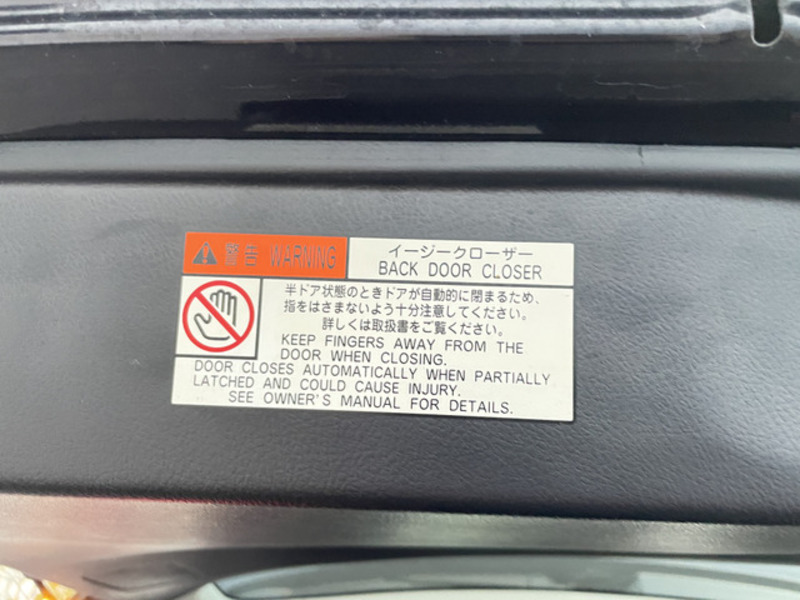 警告 WARNING
イージークローザー
BACK DOOR CLOSER
半ドア状態のときドアが自動的に閉まるため、
指をはさまないよう十分注意してください。
詳しくは取扱書をご覧ください。
KEEP FINGERS AWAY FROM THE
DOOR WHEN CLOSING.
DOOR CLOSES AUTOMATICALLY WHEN PARTIALLY
LATCHED AND COULD CAUSE INJURY.
SEE OWNER'S MANUAL FOR DETAILS.